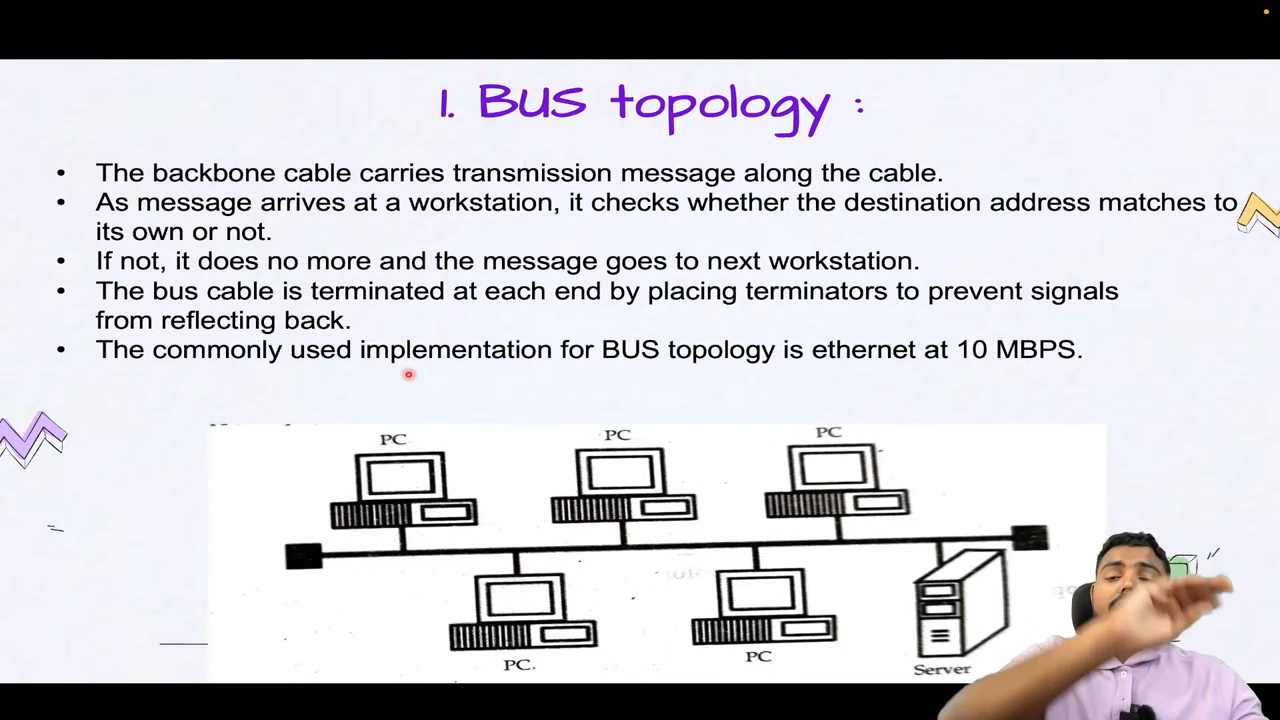 1. BUS topology :
• The backbone cable carries transmission message along the cable.
• As message arrives at a workstation, it checks whether the destination address matches to
its own or not.
• If not, it does no more and the message goes to next workstation.
• The bus cable is terminated at each end by placing terminators to prevent signals
from reflecting back.
• The commonly used implementation for BUS topology is ethernet at 10 MBPS.
PC PC PC
PC. PC Server